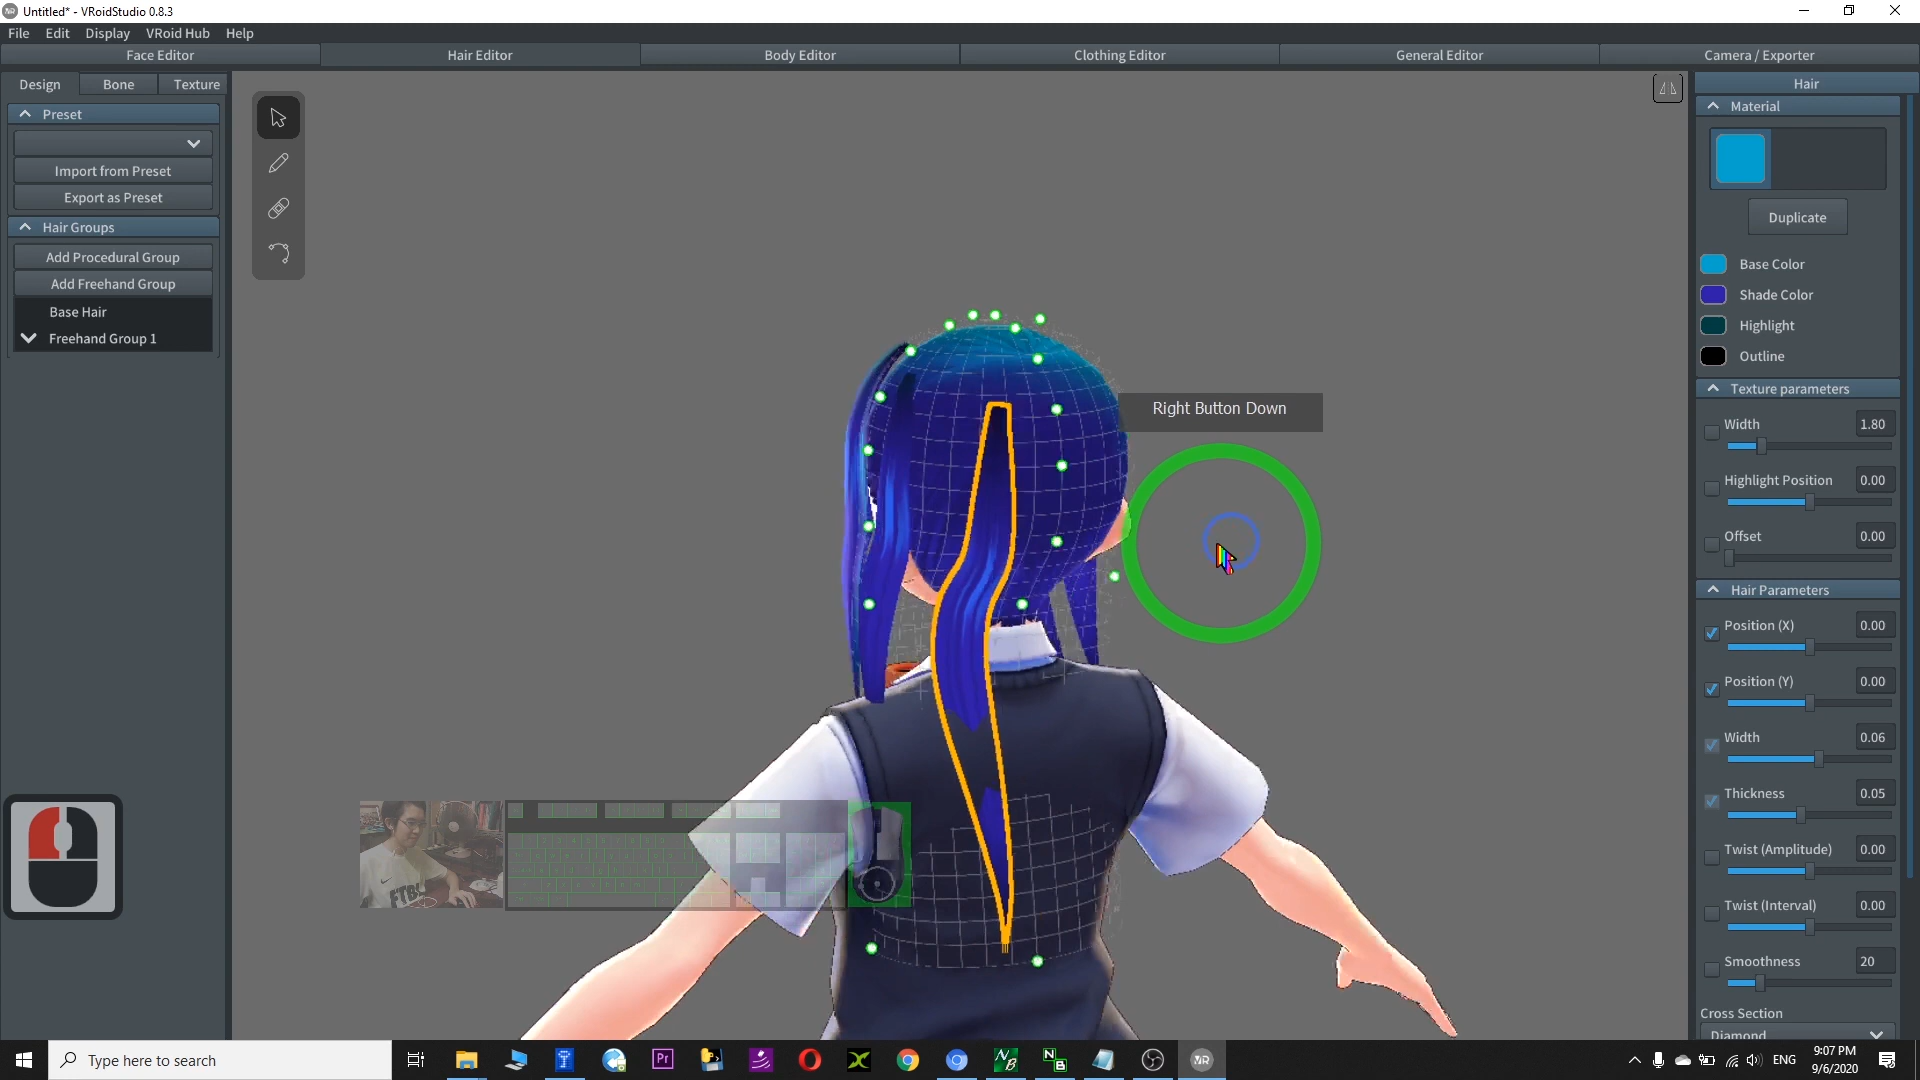 Untitled* - VRoidStudio 0.8.3
File Edit Display VRoid Hub Help
Face Editor Hair Editor Body Editor Clothing Editor General Editor Camera / Exporter
Design Bone Texture
Preset
Import from Preset
Export as Preset
Hair Groups
Add Procedural Group
Add Freehand Group
Base Hair
Freehand Group 1
Right Button Down
Hair
Material
Duplicate
Base Color
Shade Color
Highlight
Outline
Texture parameters
Width 1.80
Highlight Position 0.00
Offset 0.00
Hair Parameters
Position (X) 0.00
Position (Y) 0.00
Width 0.06
Thickness 0.05
Twist (Amplitude) 0.00
Twist (Interval) 0.00
Smoothness 20
Cross Section
Diamond
Type here to search
ENG
9:07 PM
9/6/2020